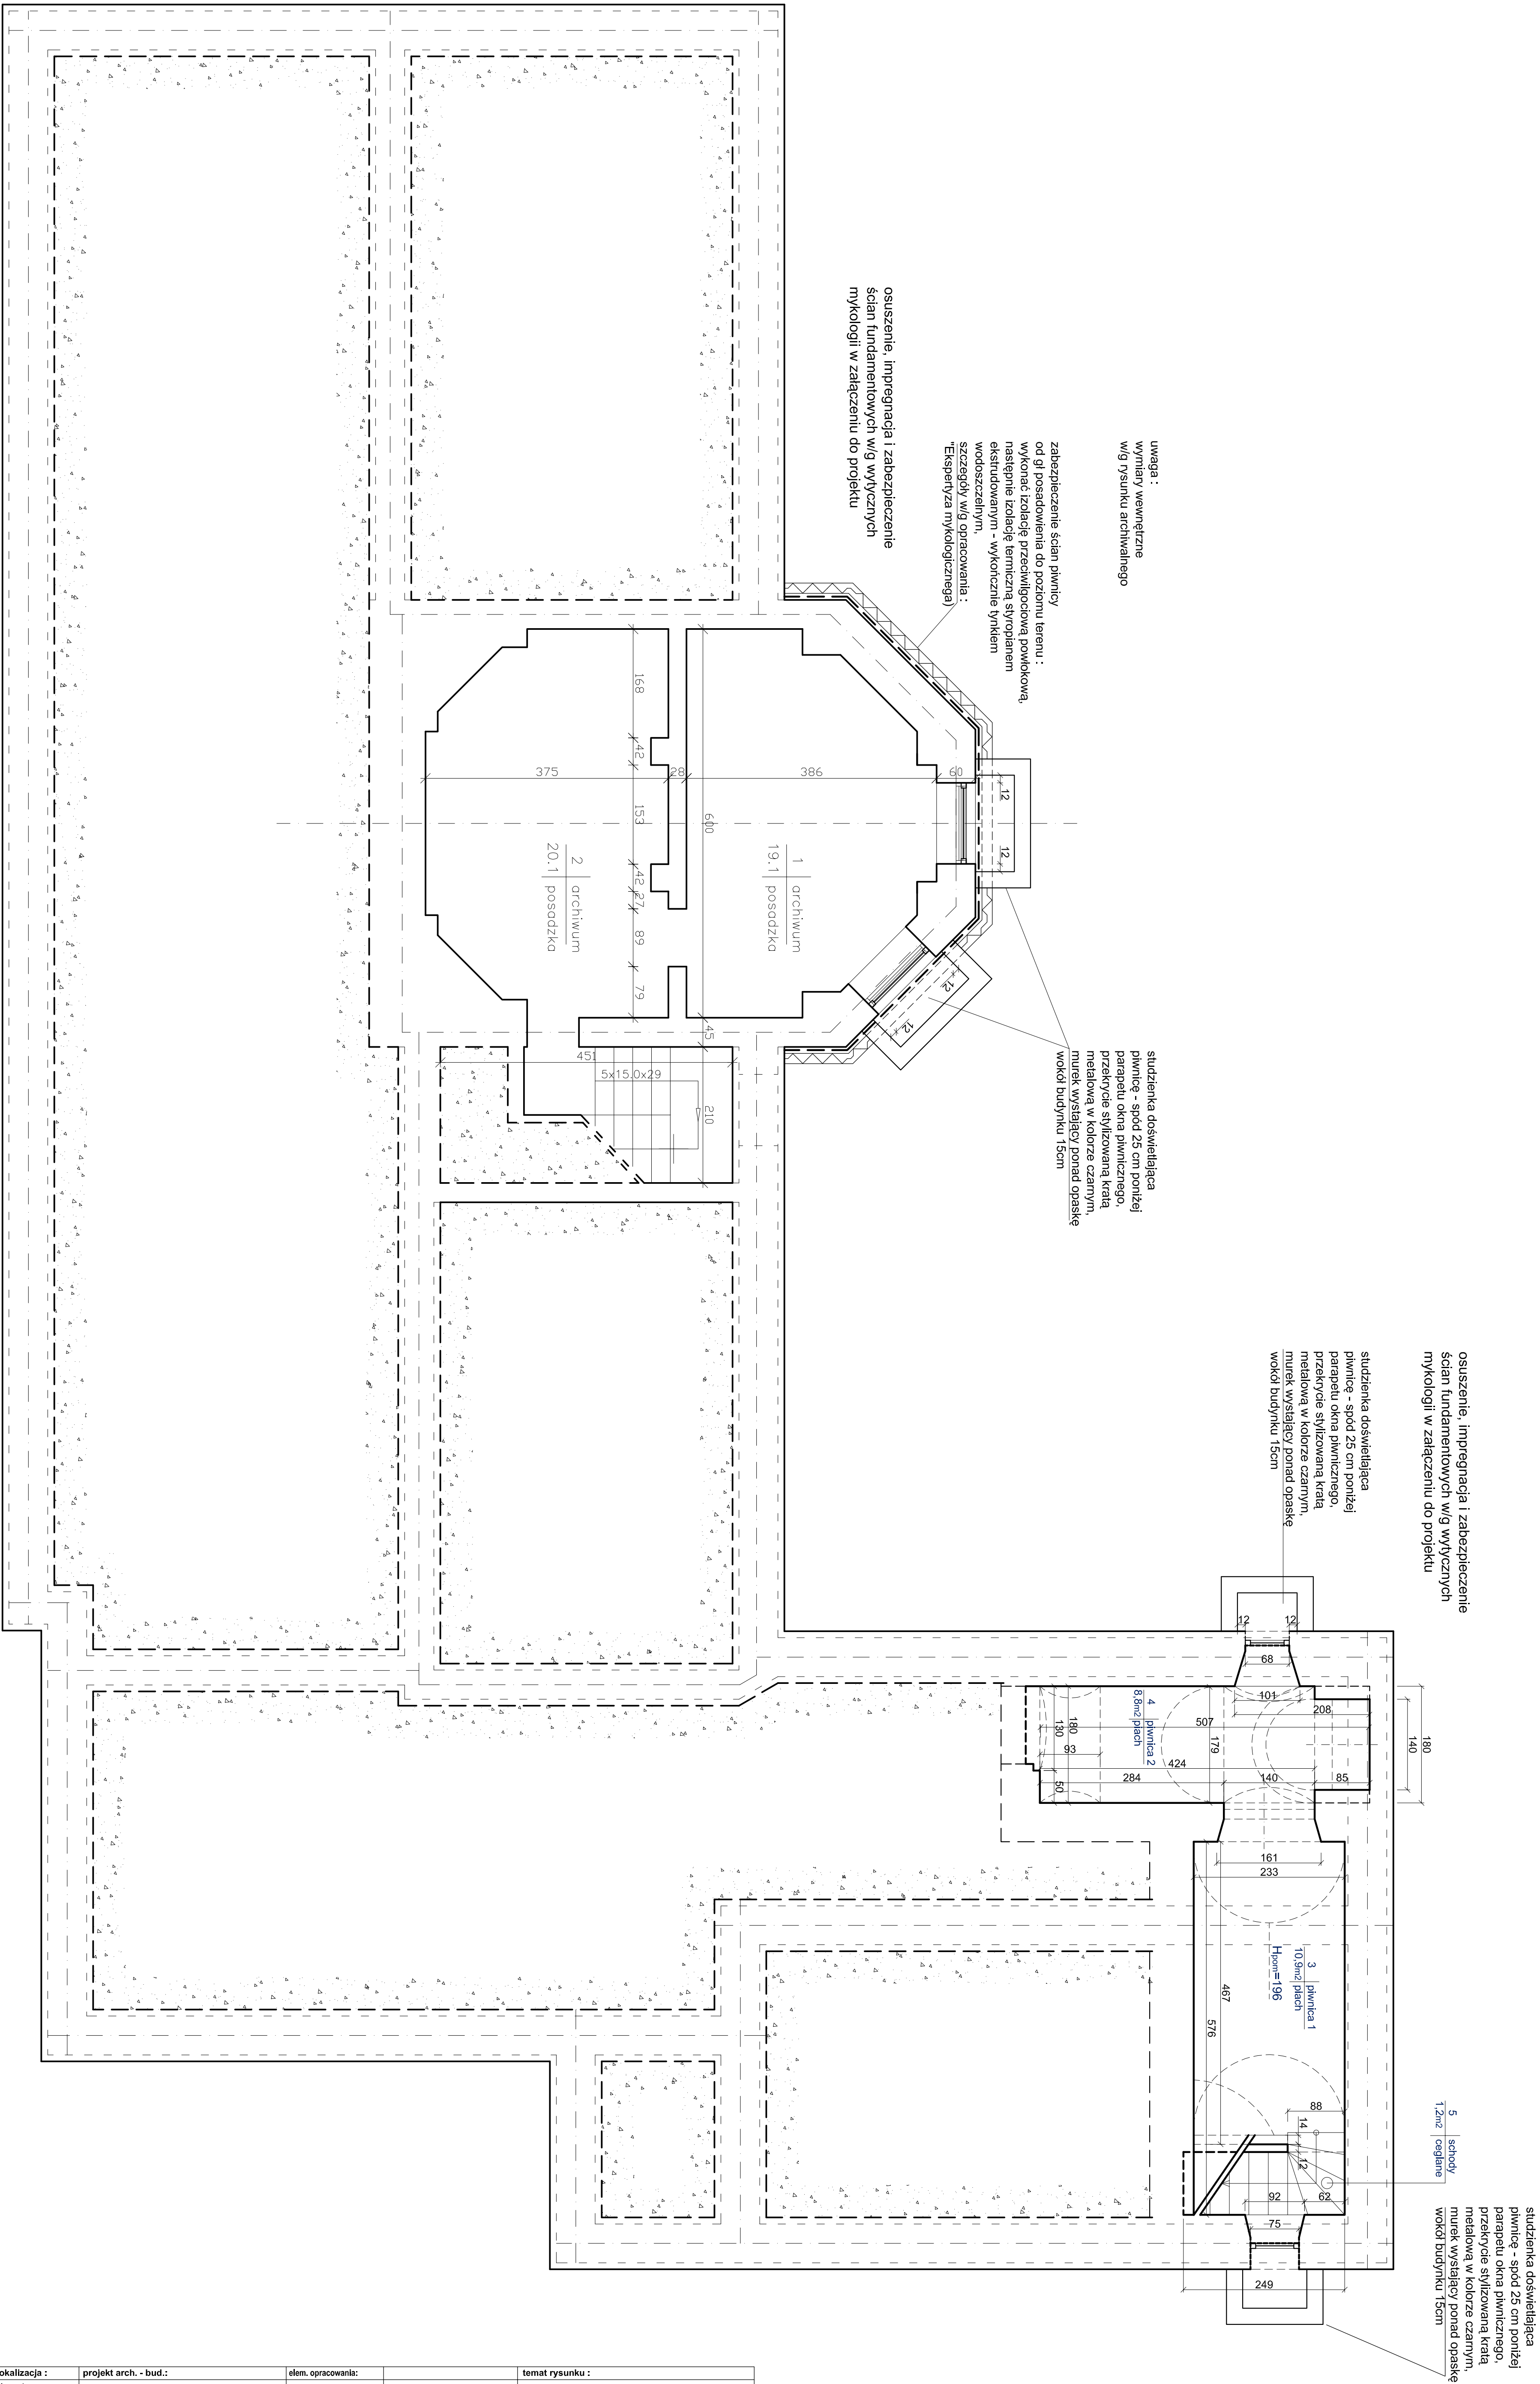 uwaga :
wymiary wewnętrzne
w/g rysunku archiwalnego
zabezpieczenie ścian piwnicy
od gł posadowienia do poziomu terenu :
wykonać izolację przeciwilgociową powłokową,
następnie izolację termiczną styropianem
ekstrudowanym - wykończnie tynkiem
wodoszczelnym,
szczegóły w/g opracowania :
"Ekspertyza mykologicznega)
osuszenie, impregnacja i zabezpieczenie
ścian fundamentowych w/g wytycznych
mykologii w załączeniu do projektu
studzienka doświetlająca
piwnicę - spód 25 cm poniżej
parapetu okna piwnicznego,
przekrycie stylizowaną kratą
metalową w kolorze czarnym,
murek wystający ponad opaskę
wokół budynku 15cm
osuszenie, impregnacja i zabezpieczenie
ścian fundamentowych w/g wytycznych
mykologii w załączeniu do projektu
studzienka doświetlająca
piwnicę - spód 25 cm poniżej
parapetu okna piwnicznego,
przekrycie stylizowaną kratą
metalową w kolorze czarnym,
murek wystający ponad opaskę
wokół budynku 15cm
studzienka doświetlająca
piwnicę - spód 25 cm poniżej
parapetu okna piwnicznego,
przekrycie stylizowaną kratą
metalową w kolorze czarnym,
murek wystający ponad opaskę
wokół budynku 15cm
1 archiwum
19.1 posadzka
2 archiwum
20.1 posadzka
375
28
386
60
12
12
12
12
168
42
153
42
27
89
79
600
45
210
451
5x15.0x29
12
12
68
101
208
180
140
507
179
180
130
93
50
424
284
140
85
4 piwnica 2
8,8m2 piach
161
233
3 piwnica 1
10,9m2 piach
Hpom=196
467
576
88
14
12
92
62
75
249
5 schody
1,2m2 ceglane
okalizacja :
projekt arch. - bud.:
elem. opracowania:
temat rysunku :